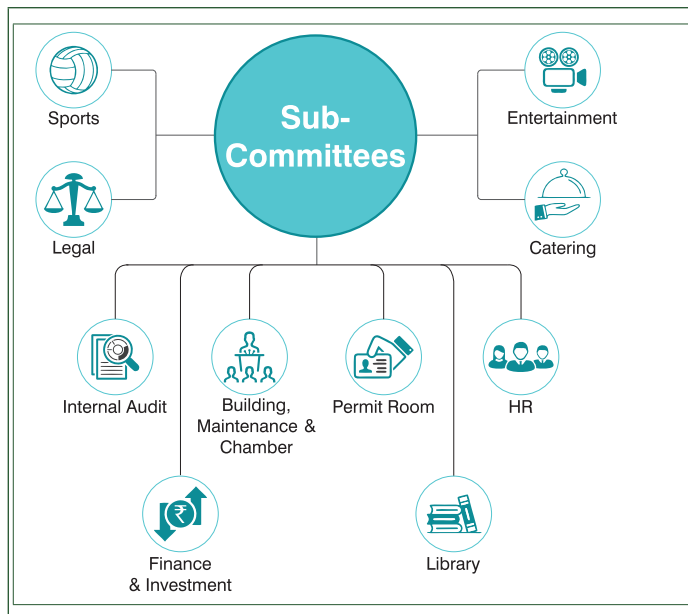 Sub-
Committees
Sports
Entertainment
Legal
Catering
Internal Audit
Building,
Maintenance &
Chamber
Permit Room
HR
₹
Finance
& Investment
Library